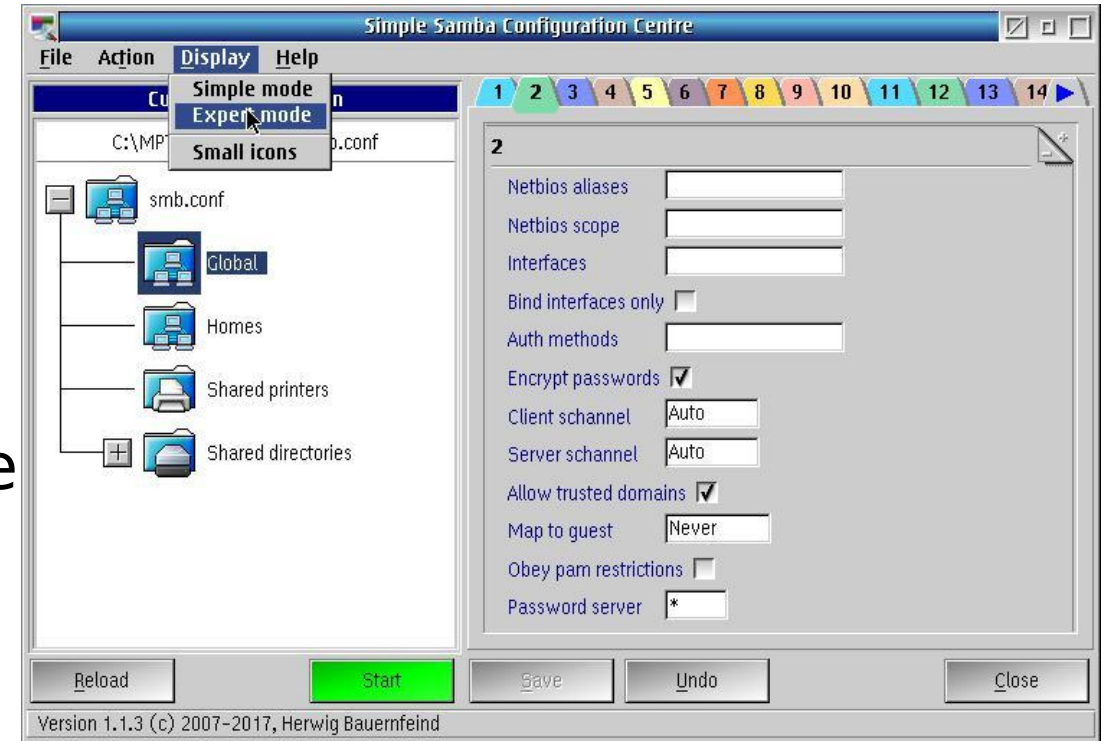 Simple Samba Configuration Centre
File Action Display Help
Simple mode
Expert mode
Small icons
Cu n
C:\MP b.conf
smb.conf
Global
Homes
Shared printers
Shared directories
e
1 2 3 4 5 6 7 8 9 10 11 12 13 14
2
Netbios aliases
Netbios scope
Interfaces
Bind interfaces only
Auth methods
Encrypt passwords
Client schannel Auto
Server schannel Auto
Allow trusted domains
Map to guest Never
Obey pam restrictions
Password server *
Reload Start Save Undo Close
Version 1.1.3 (c) 2007-2017, Herwig Bauernfeind